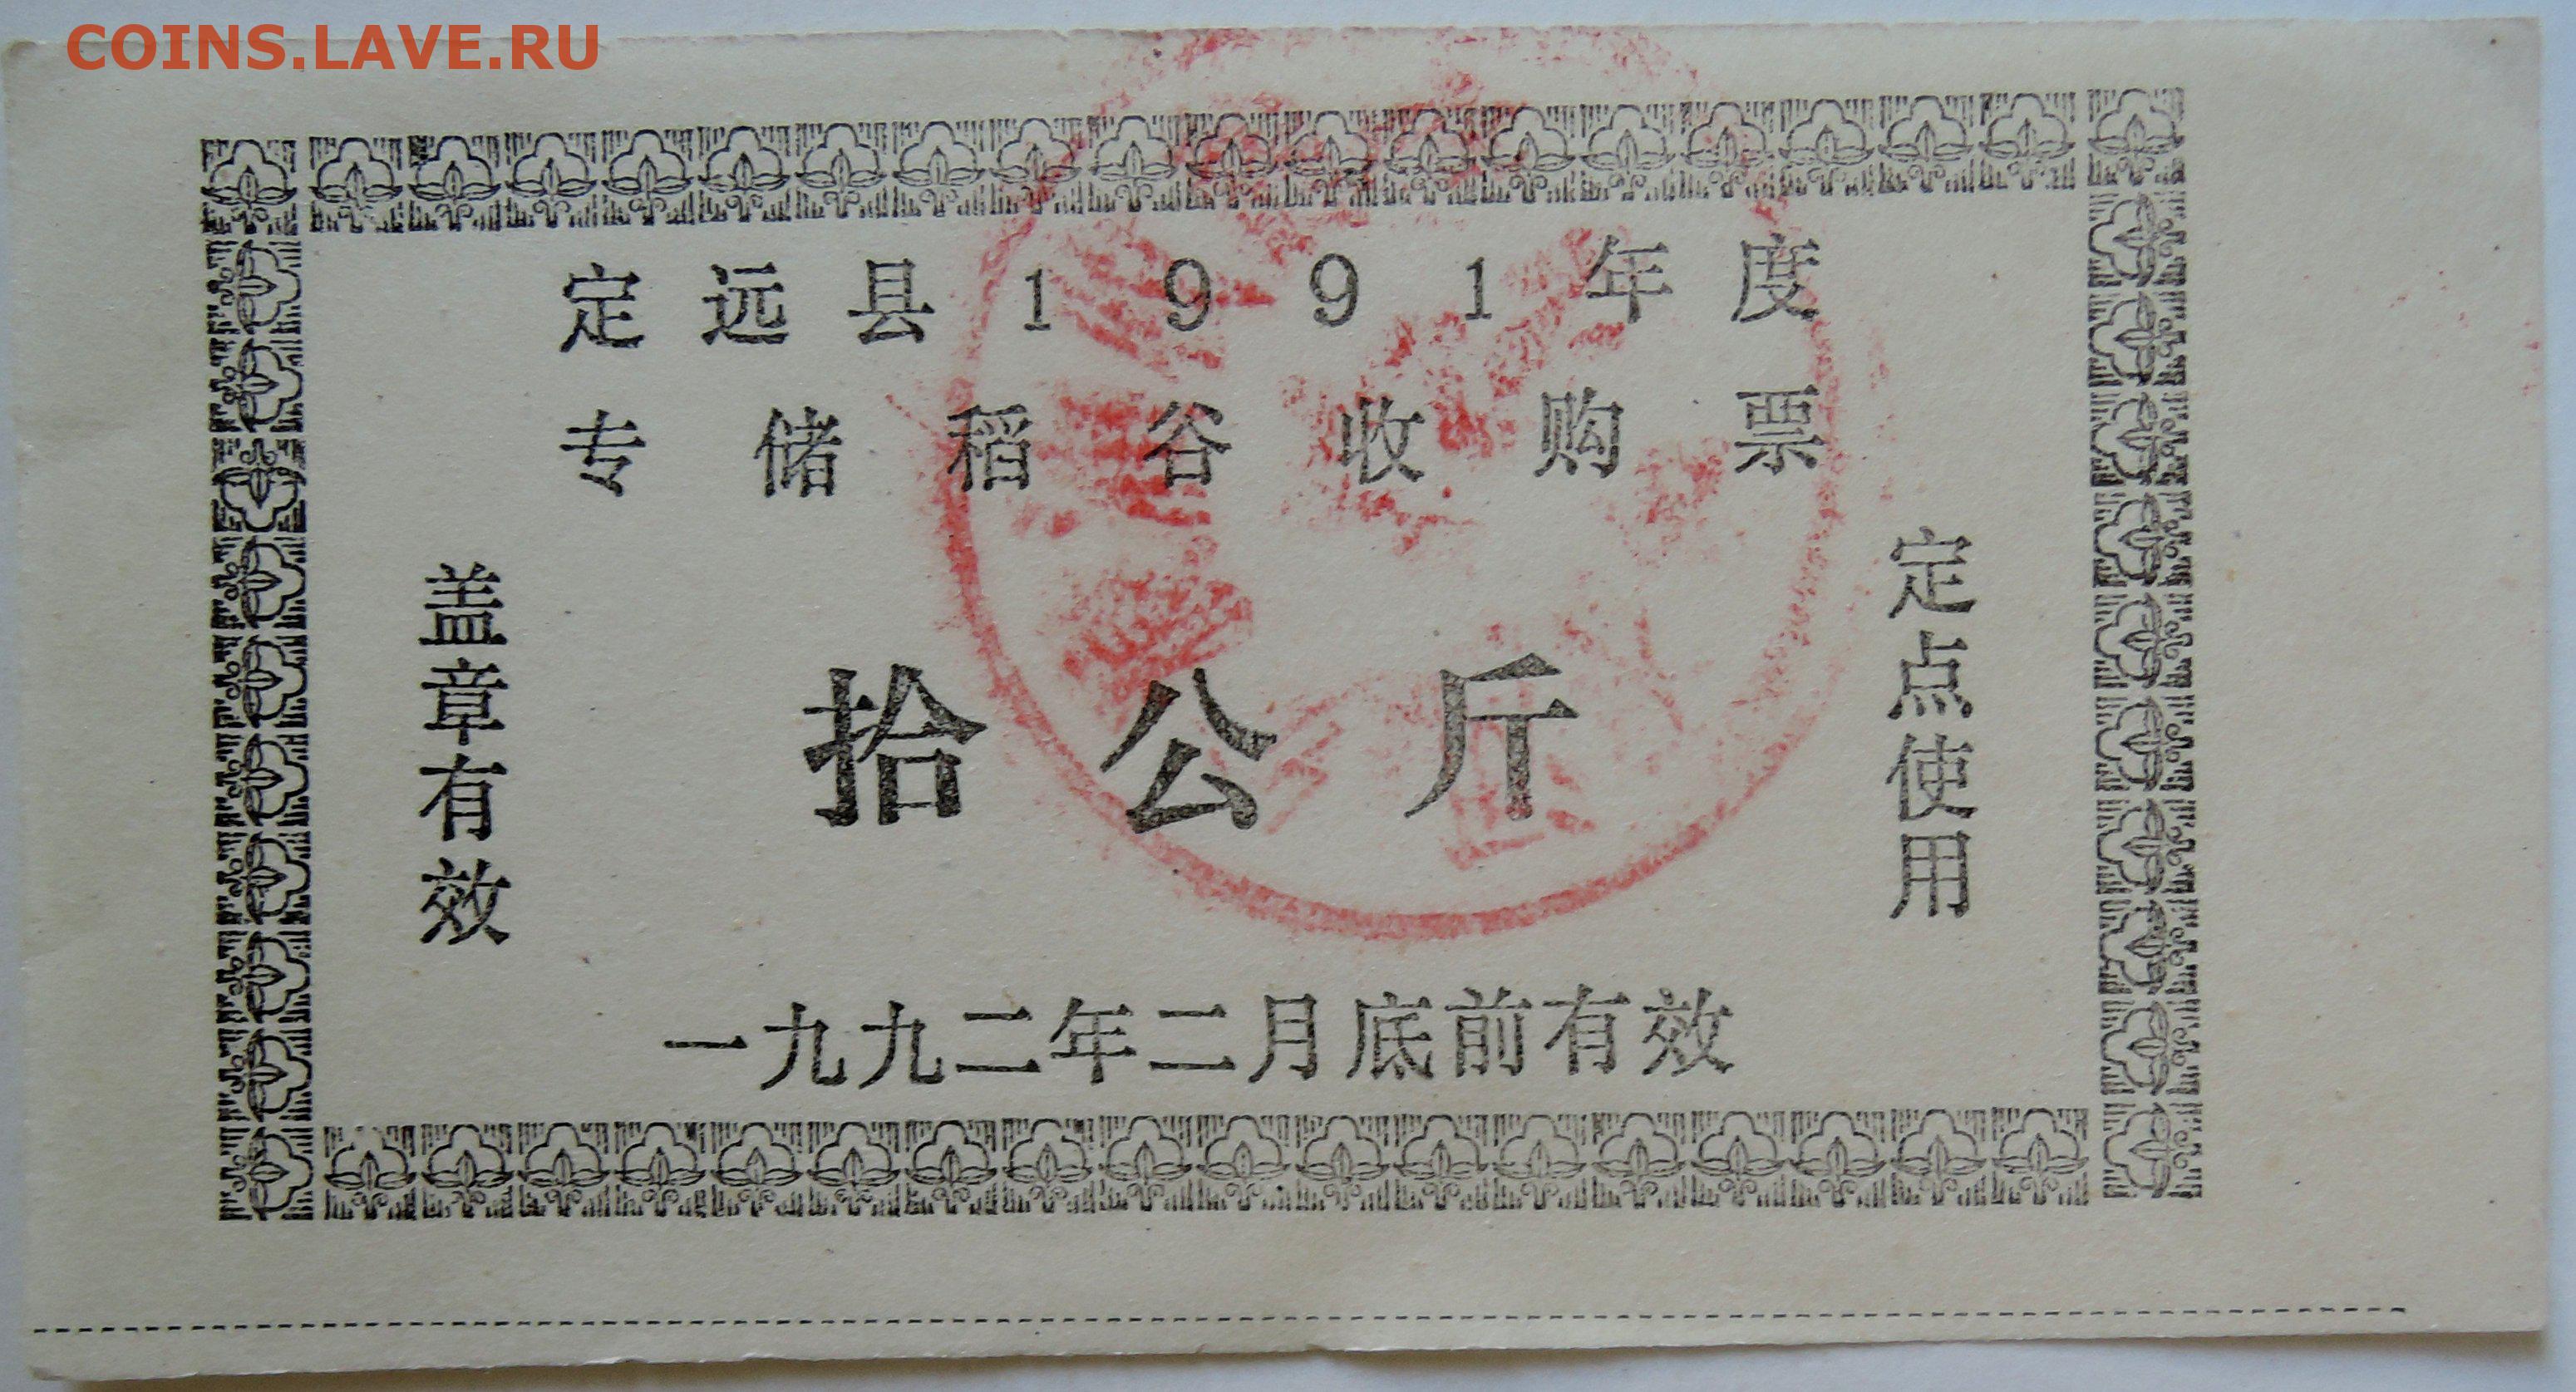 COINS.LAVE.RU
定远县1991年度
专储稻谷收购票
盖章有效
拾公斤
定点使用
一九九二年二月底前有效